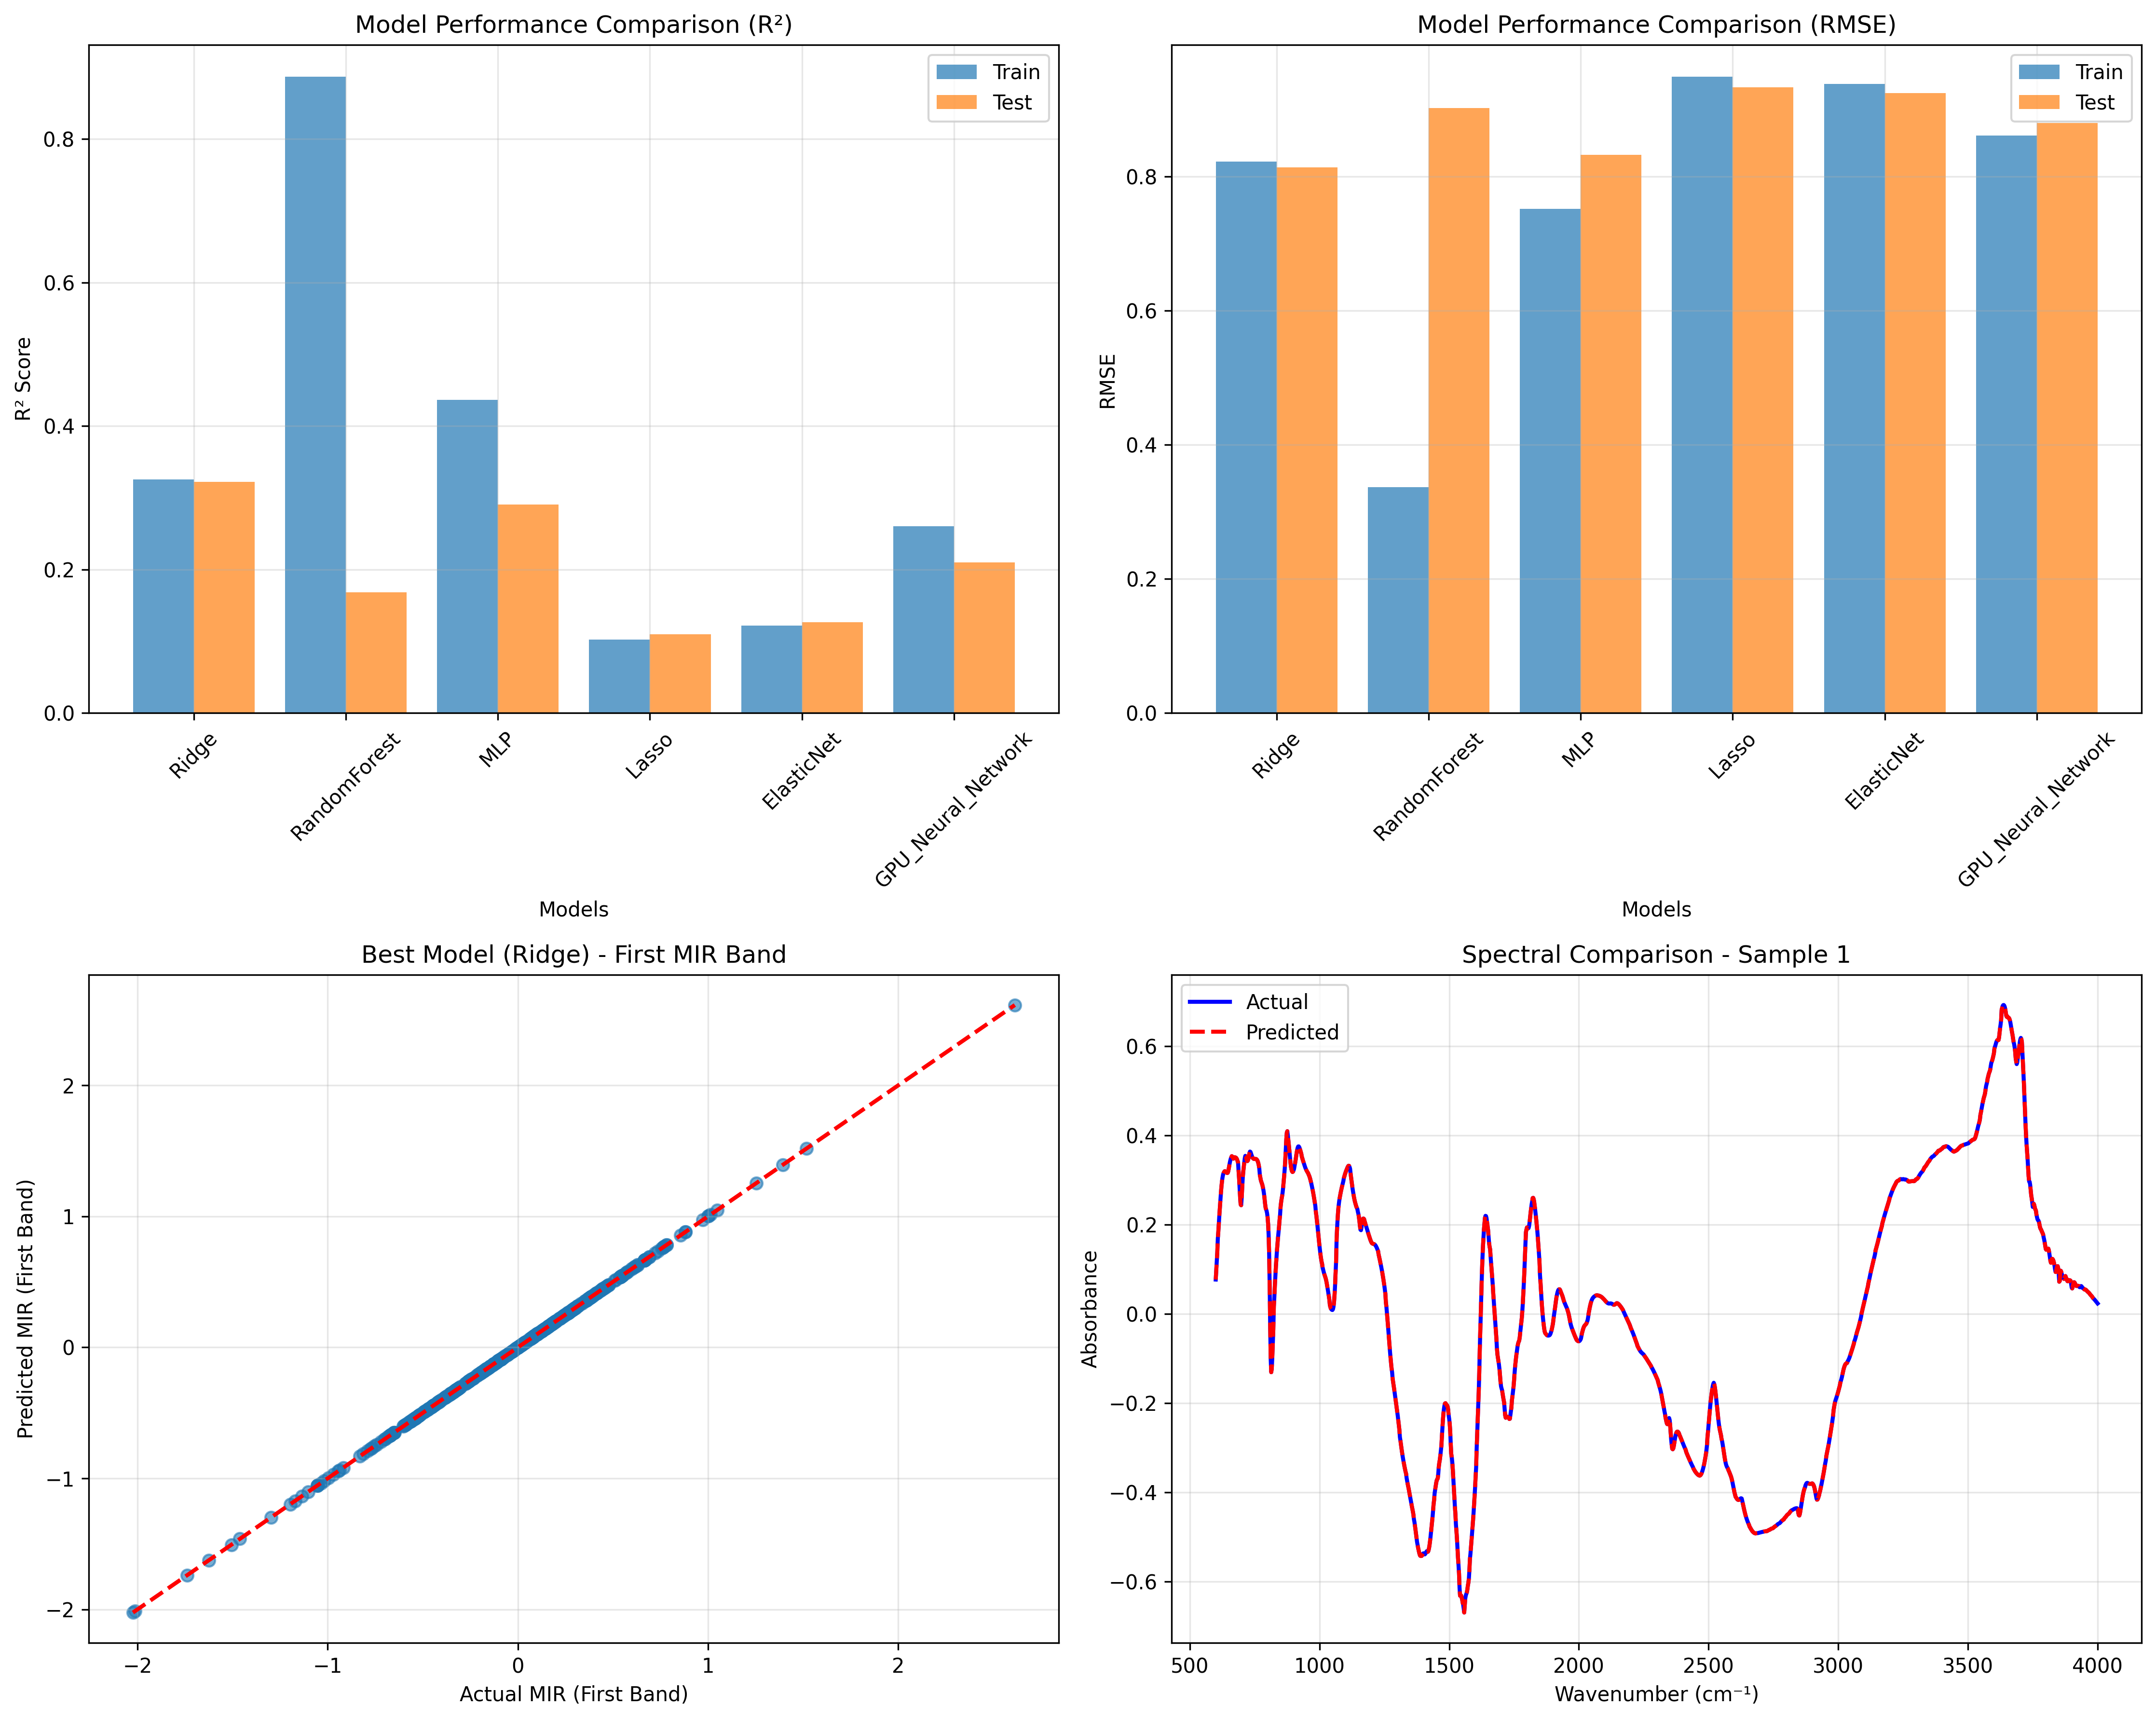 Model Performance Comparison (R²)
Train
Test
R² Score
0.8
0.6
0.4
0.2
0.0
Ridge
RandomForest
MLP
Lasso
ElasticNet
GPU_Neural_Network
Models
Model Performance Comparison (RMSE)
Train
Test
RMSE
0.8
0.6
0.4
0.2
0.0
Ridge
RandomForest
MLP
Lasso
ElasticNet
GPU_Neural_Network
Models
Best Model (Ridge) - First MIR Band
Predicted MIR (First Band)
2
1
0
−1
−2
−2 −1 0 1 2
Actual MIR (First Band)
Spectral Comparison - Sample 1
Actual
Predicted
Absorbance
0.6
0.4
0.2
0.0
−0.2
−0.4
−0.6
500 1000 1500 2000 2500 3000 3500 4000
Wavenumber (cm⁻¹)